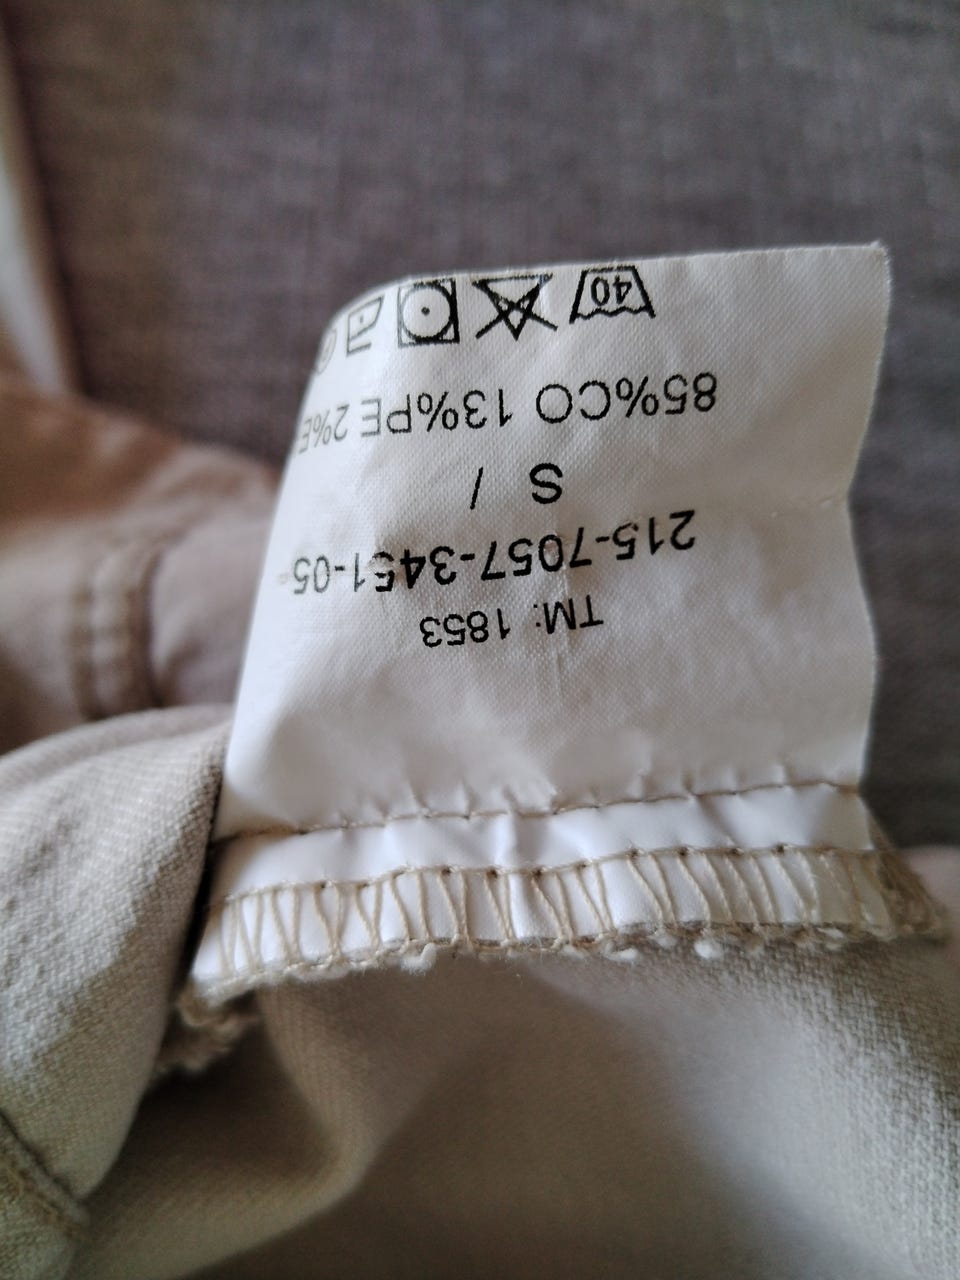 TM: 1853
215-7057-3451-05
S /
85%CO 13%PE 2%E
40